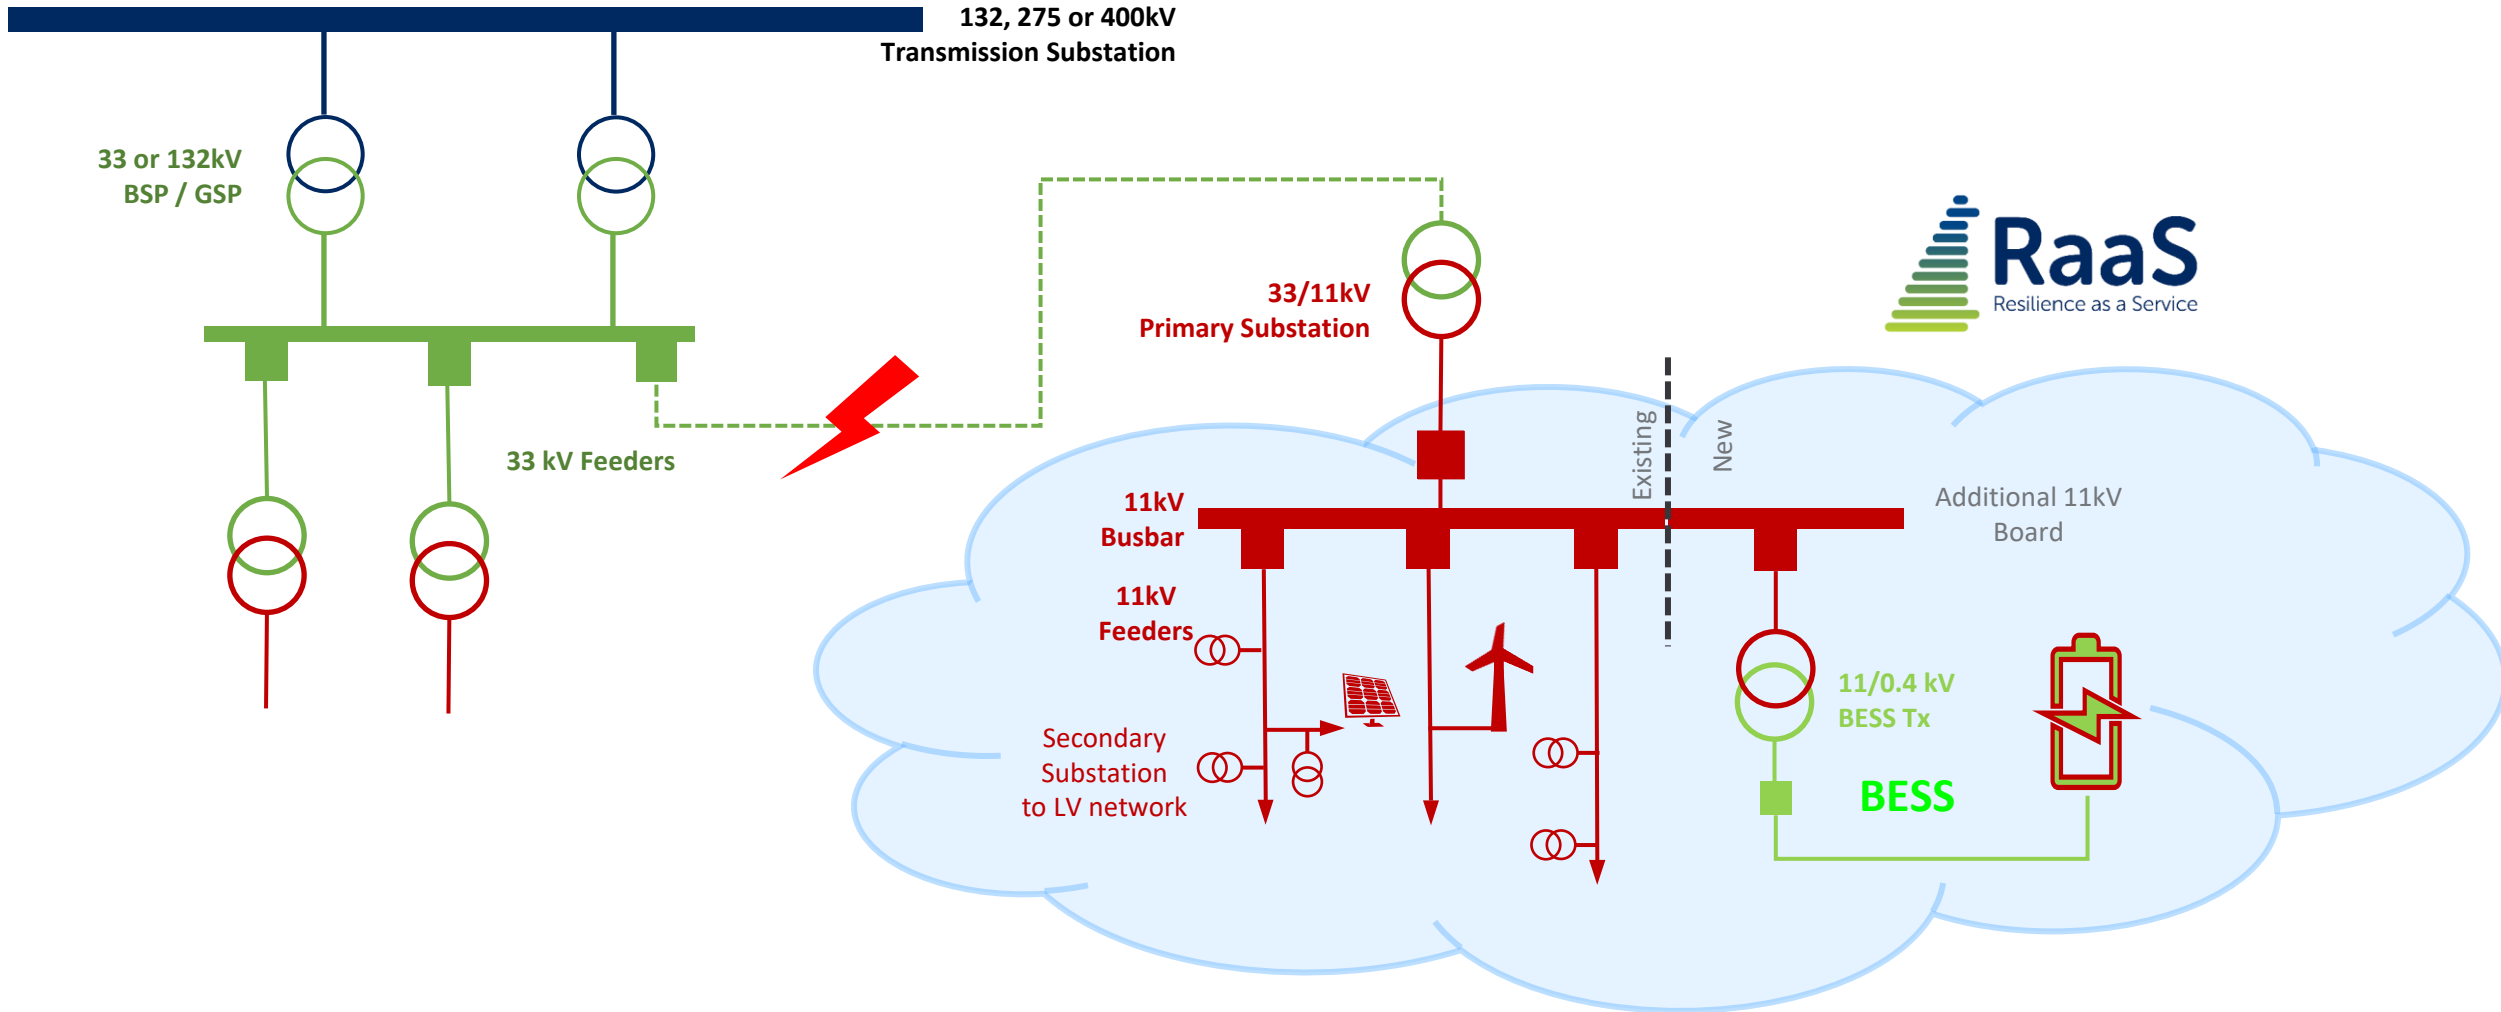 132, 275 or 400kV
Transmission Substation
33 or 132kV
BSP / GSP
33 kV Feeders
33/11kV
Primary Substation
RaaS
Resilience as a Service
Existing
New
11kV
Busbar
Additional 11kV
Board
11kV
Feeders
11/0.4 kV
BESS Tx
Secondary
Substation
to LV network
BESS